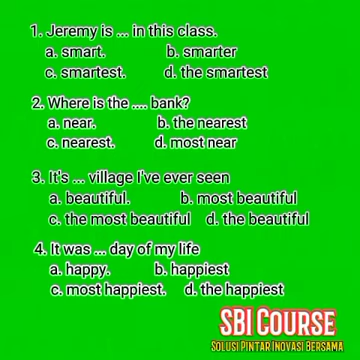 1. Jeremy is ... in this class.
a. smart. b. smarter
c. smartest. d. the smartest
2. Where is the .... bank?
a. near. b. the nearest
c. nearest. d. most near
3. It's ... village I've ever seen
a. beautiful. b. most beautiful
c. the most beautiful d. the beautiful
4. It was ... day of my life
a. happy. b. happiest
c. most happiest. d. the happiest
SBI COURSE
SOLUSI PINTAR INOVASI BERSAMA